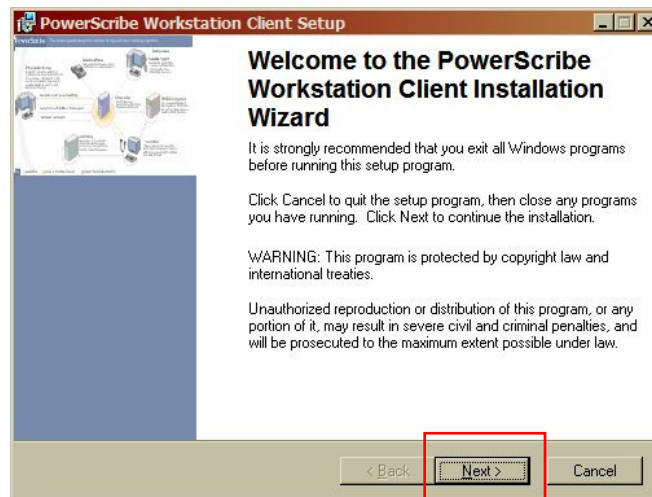 PowerScribe Workstation Client Setup
PowerScribe
Welcome to the PowerScribe
Workstation Client Installation
Wizard
It is strongly recommended that you exit all Windows programs
before running this setup program.
Click Cancel to quit the setup program, then close any programs
you have running. Click Next to continue the installation.
WARNING: This program is protected by copyright law and
international treaties.
Unauthorized reproduction or distribution of this program, or any
portion of it, may result in severe civil and criminal penalties, and
will be prosecuted to the maximum extent possible under law.
< Back Next > Cancel